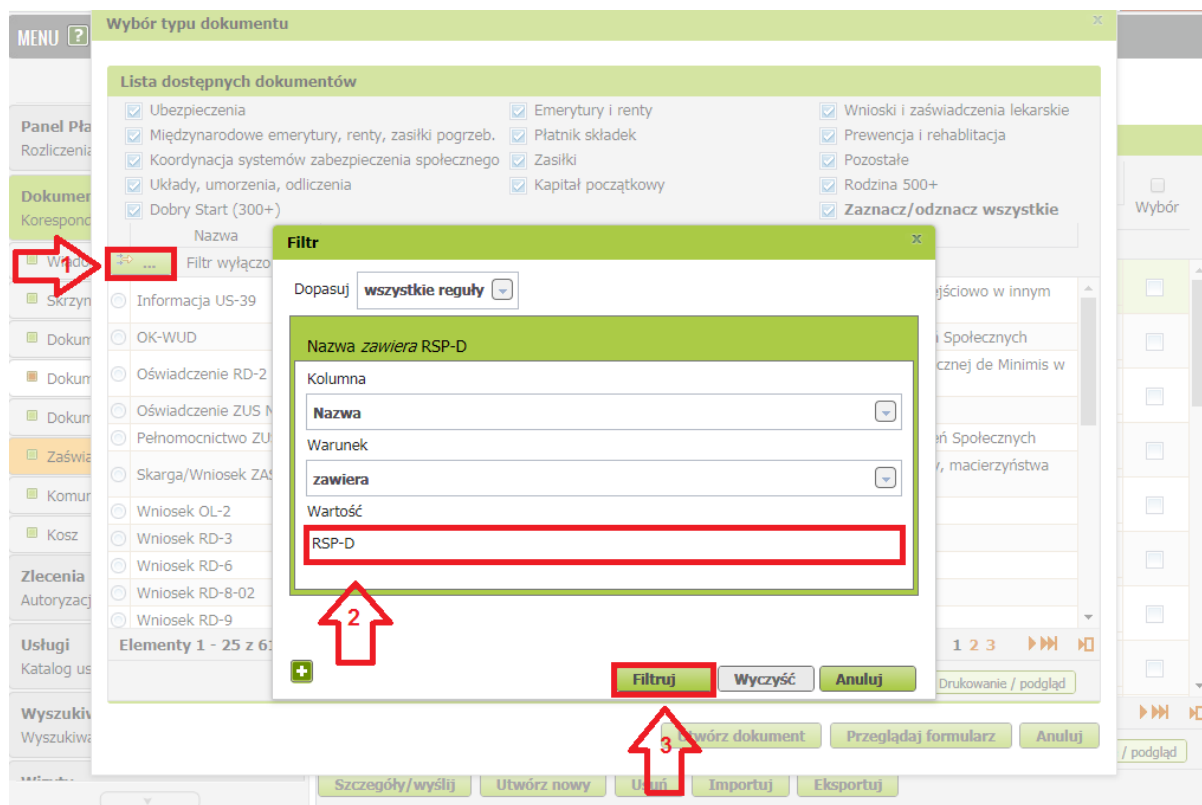 MENU ?
Wybór typu dokumentu x
Lista dostępnych dokumentów
Ubezpieczenia Emerytury i renty Wnioski i zaświadczenia lekarskie
Międzynarodowe emerytury, renty, zasiłki pogrzeb. Płatnik składek Prewencja i rehablitacja
Koordynacja systemów zabezpieczenia społecznego Zasiłki Pozostałe
Układy, umorzenia, odliczenia Kapitał początkowy Rodzina 500+
Dobry Start (300+) Zaznacz/odznacz wszystkie
Nazwa
... Filtr wyłączo
Informacja US-39 ejściowo w innym
OK-WUD Społecznych
Oświadczenie RD-2 cznej de Minimis w
Oświadczenie ZUS N
Pełnomocnictwo ZU ń Społecznych
Skarga/Wniosek ZAS , macierzyństwa
Wniosek OL-2
Wniosek RD-3
Wniosek RD-6
Wniosek RD-8-02
Wniosek RD-9
Elementy 1 - 25 z 61 1 2 3
Drukowanie / podgląd
Utwórz dokument Przeglądaj formularz Anuluj
Panel Pła
Rozliczenia
Dokumen
Korespond
Wiado
Skrzyn
Dokum
Dokum
Dokum
Zaświa
Komun
Kosz
Zlecenia
Autoryzacj
Usługi
Katalog us
Wyszukiw
Wyszukiwa
Wizyty
Filtr x
Dopasuj wszystkie reguły
Nazwa zawiera RSP-D
Kolumna
Nazwa
Warunek
zawiera
Wartość
RSP-D
Filtruj Wyczyść Anuluj
1
2
3
Wybór
/ podgląd
Szczegóły/wyślij Utwórz nowy Usuń Importuj Eksportuj